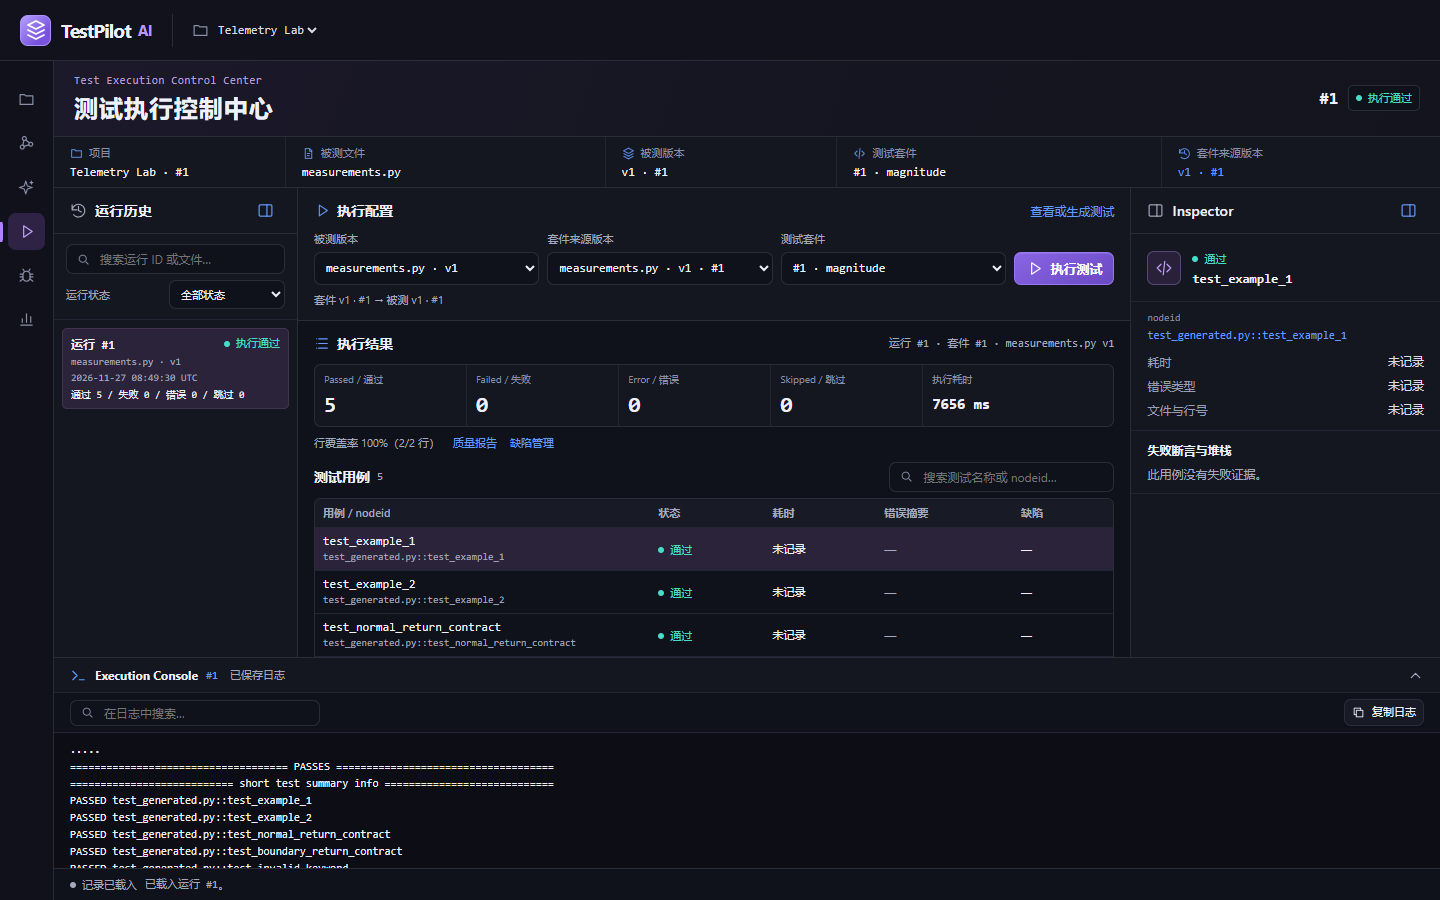 TestPilot AI
Telemetry Lab
Test Execution Control Center
测试执行控制中心
#1
执行通过
项目
Telemetry Lab · #1
被测文件
measurements.py
被测版本
v1 · #1
测试套件
#1 · magnitude
套件来源版本
v1 · #1
运行历史
搜索运行 ID 或文件...
运行状态
全部状态
运行 #1
执行通过
measurements.py · v1
2026-11-27 08:49:30 UTC
通过 5 / 失败 0 / 错误 0 / 跳过 0
执行配置
查看或生成测试
被测版本
套件来源版本
测试套件
measurements.py · v1
measurements.py · v1 · #1
#1 · magnitude
执行测试
套件 v1 · #1 → 被测 v1 · #1
执行结果
运行 #1 · 套件 #1 · measurements.py v1
Passed / 通过
5
Failed / 失败
0
Error / 错误
0
Skipped / 跳过
0
执行耗时
7656 ms
行覆盖率 100% (2/2 行)
质量报告
缺陷管理
测试用例 5
搜索测试名称或 nodeid...
用例 / nodeid
状态
耗时
错误摘要
缺陷
test_example_1
test_generated.py::test_example_1
通过
未记录
—
—
test_example_2
test_generated.py::test_example_2
通过
未记录
—
—
test_normal_return_contract
test_generated.py::test_normal_return_contract
通过
未记录
—
—
Inspector
通过
test_example_1
nodeid
test_generated.py::test_example_1
耗时
未记录
错误类型
未记录
文件与行号
未记录
失败断言与堆栈
此用例没有失败证据。
Execution Console #1 已保存日志
在日志中搜索...
复制日志
.....
==================================== PASSES ====================================
=========================== short test summary info ============================
PASSED test_generated.py::test_example_1
PASSED test_generated.py::test_example_2
PASSED test_generated.py::test_normal_return_contract
PASSED test_generated.py::test_boundary_return_contract
PASSED test_generated.py::test_invalid_keyword
记录已载入 已载入运行 #1。